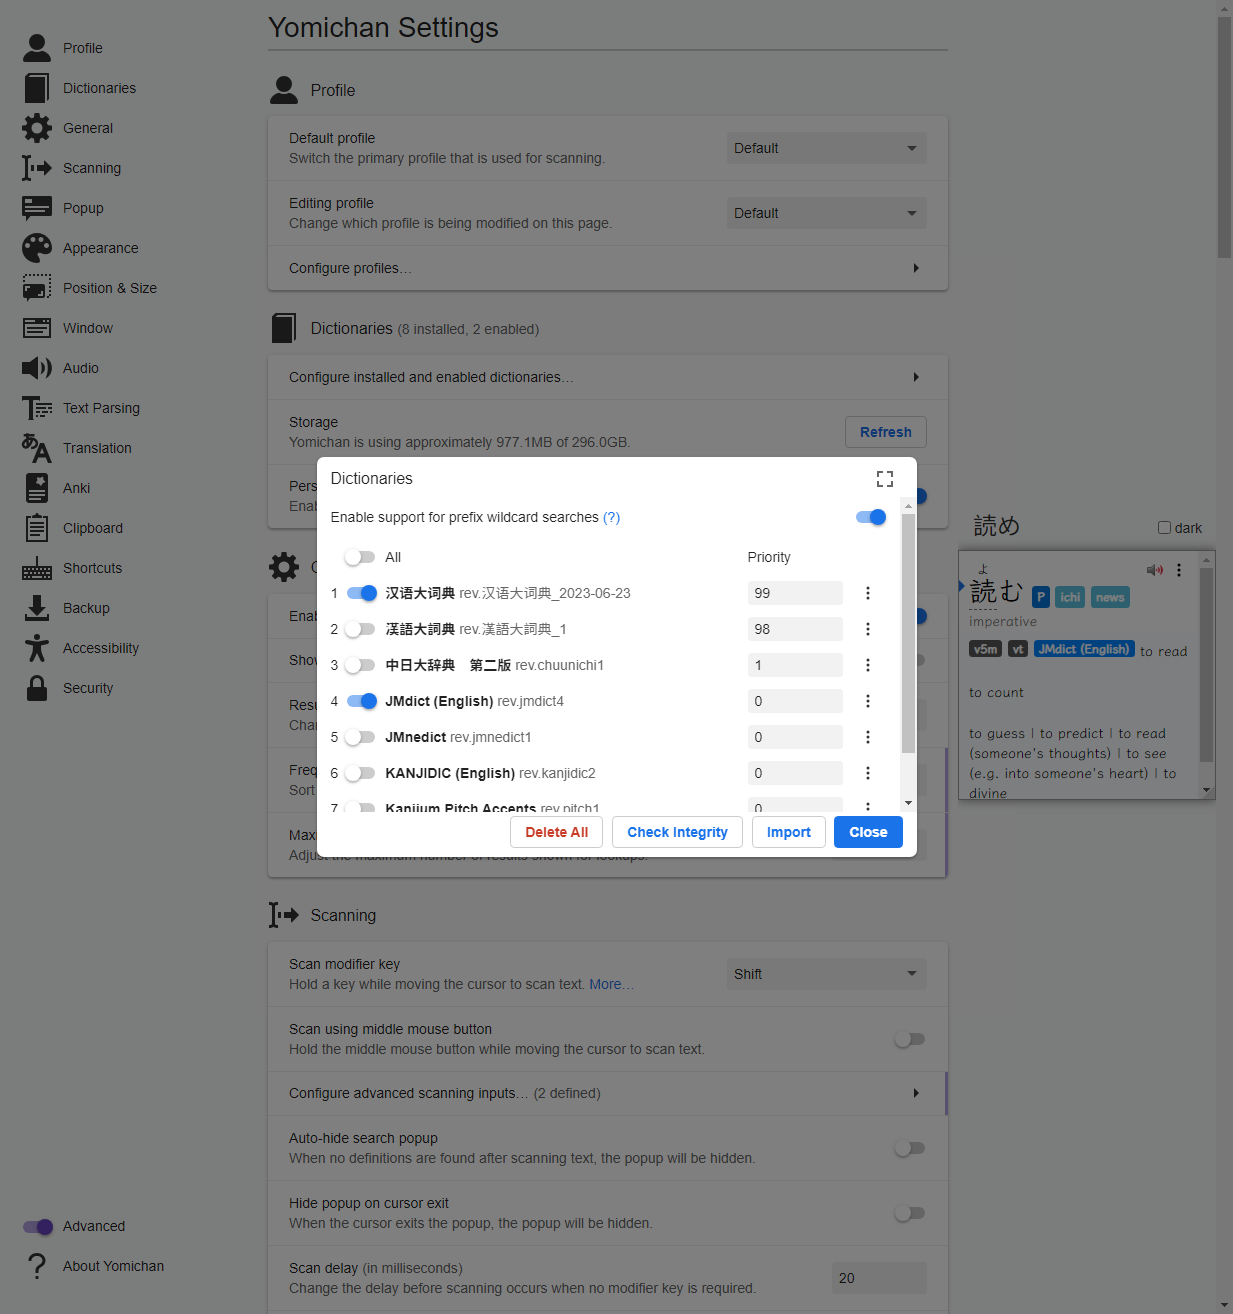 Yomichan Settings
Profile
Dictionaries
General
Scanning
Popup
Appearance
Position & Size
Window
Audio
Text Parsing
Translation
Anki
Clipboard
Shortcuts
Backup
Accessibility
Security
Advanced
About Yomichan
Profile
Default profile
Switch the primary profile that is used for scanning.
Default
Editing profile
Change which profile is being modified on this page.
Default
Configure profiles…
Dictionaries (8 installed, 2 enabled)
Configure installed and enabled dictionaries…
Storage
Yomichan is using approximately 977.1MB of 296.0GB.
Refresh
Pers
Enab
Dictionaries
Enable support for prefix wildcard searches (?)
All
Priority
1 汉语大词典 rev.汉语大词典_2023-06-23 99
2 漢語大詞典 rev.漢語大詞典_1 98
3 中日大辞典　第二版 rev.chuunichi1 1
4 JMdict (English) rev.jmdict4 0
5 JMnedict rev.jmnedict1 0
6 KANJIDIC (English) rev.kanjidic2 0
7 Kanjium Pitch Accents rev.pitch1 0
Delete All
Check Integrity
Import
Close
Enab
Show
Resu
Char
Freq
Sort
Maxi
Adjust the maximum number of results shown for lookups.
読め
dark
よ
読む P ichi news
imperative
v5m vt JMdict (English) to read
to count
to guess | to predict | to read
(someone's thoughts) | to see
(e.g. into someone's heart) | to
divine
Scanning
Scan modifier key
Hold a key while moving the cursor to scan text. More…
Shift
Scan using middle mouse button
Hold the middle mouse button while moving the cursor to scan text.
Configure advanced scanning inputs… (2 defined)
Auto-hide search popup
When no definitions are found after scanning text, the popup will be hidden.
Hide popup on cursor exit
When the cursor exits the popup, the popup will be hidden.
Scan delay (in milliseconds)
Change the delay before scanning occurs when no modifier key is required.
20